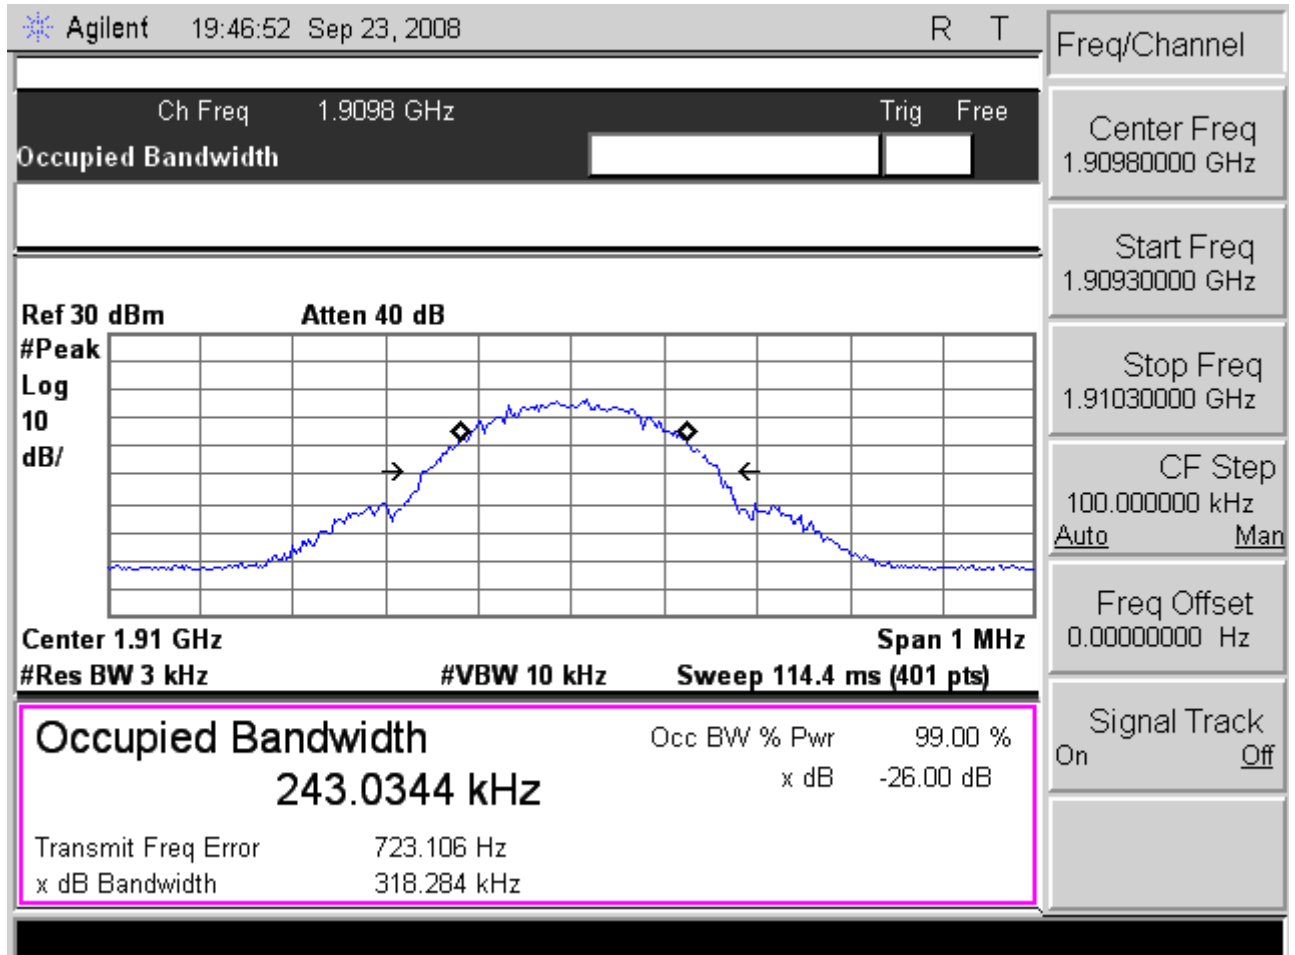 Agilent 19:46:52 Sep 23, 2008 R T
Ch Freq 1.9098 GHz Trig Free
Occupied Bandwidth
Ref 30 dBm Atten 40 dB
#Peak
Log
10
dB/
Center 1.91 GHz Span 1 MHz
#Res BW 3 kHz #VBW 10 kHz Sweep 114.4 ms (401 pts)
Occupied Bandwidth Occ BW % Pwr 99.00 %
243.0344 kHz x dB -26.00 dB
Transmit Freq Error 723.106 Hz
x dB Bandwidth 318.284 kHz
Freq/Channel
Center Freq
1.90980000 GHz
Start Freq
1.90930000 GHz
Stop Freq
1.91030000 GHz
CF Step
100.000000 kHz
Auto Man
Freq Offset
0.00000000 Hz
Signal Track
On Off